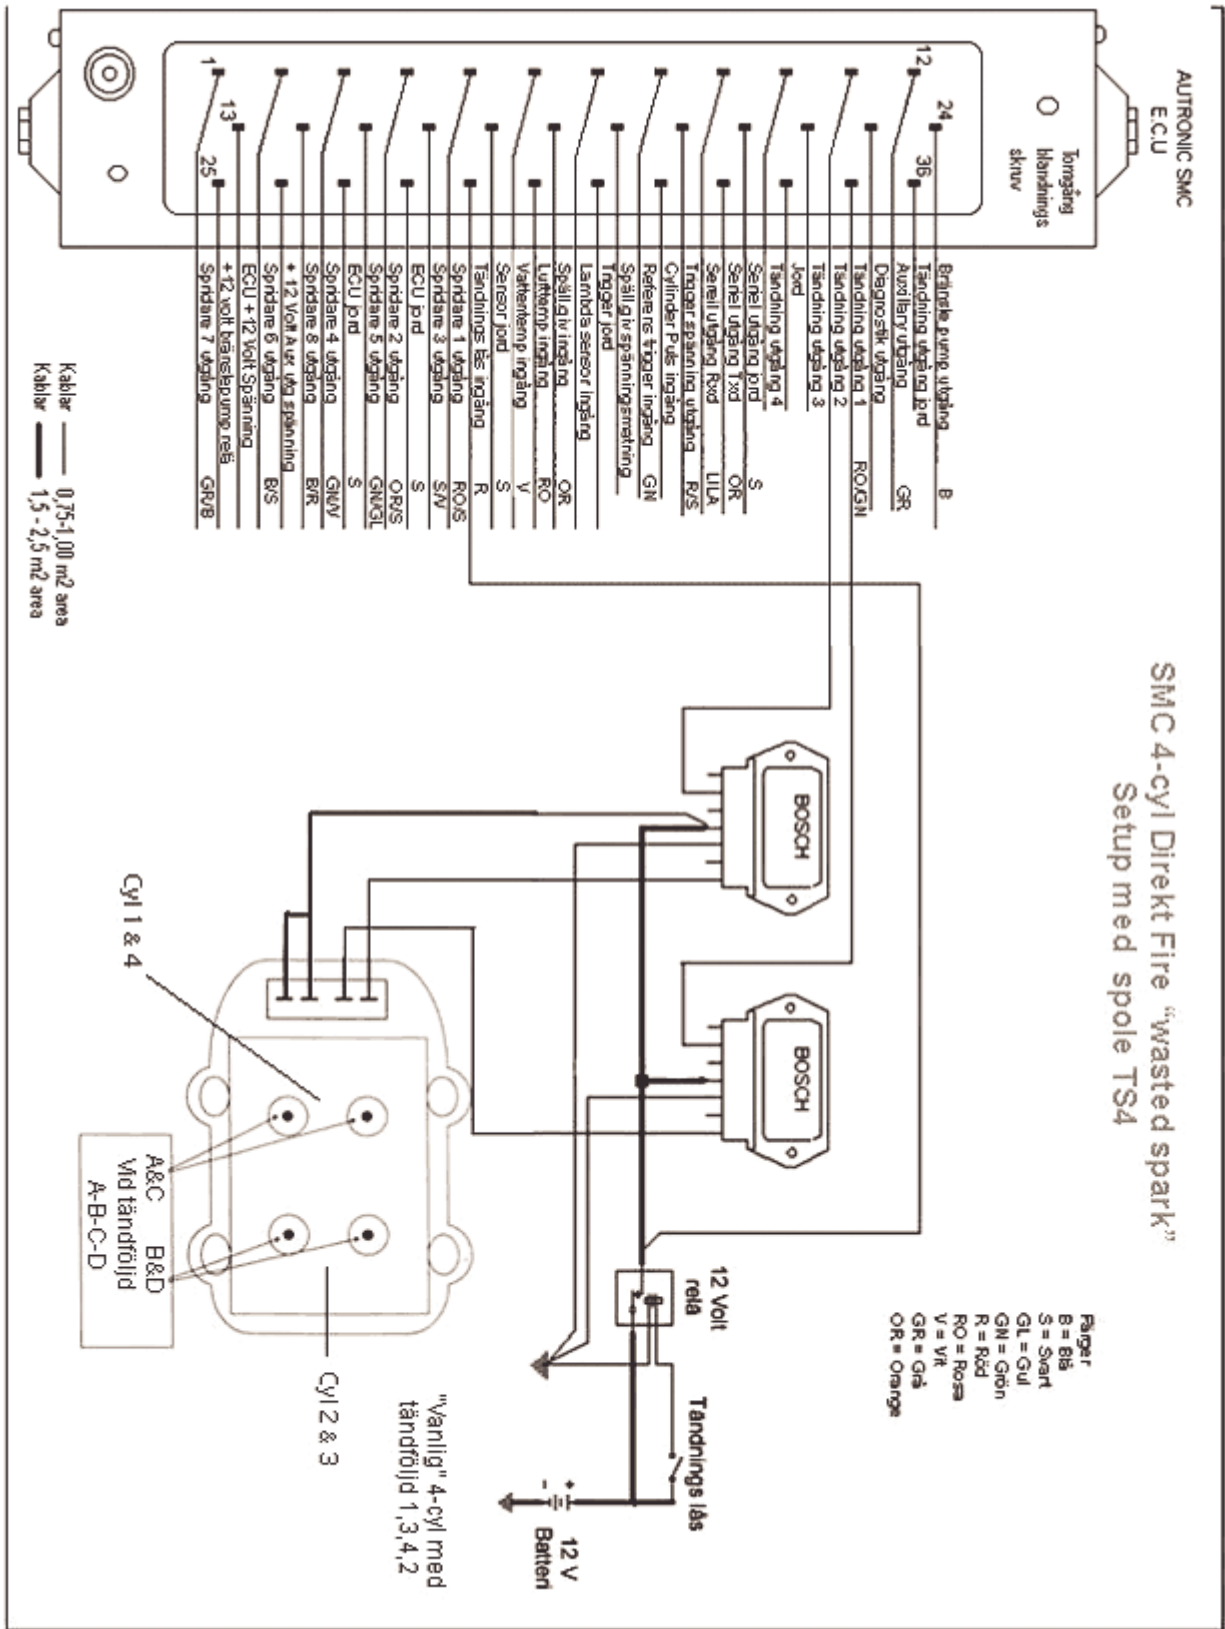 SMC 4-cyl Direkt Fire “wasted spark”
Setup med spole TS4
AUTRONIC SMC
E.C.U
Tomgång
blandnings
skruv
12
24
36
1
13
25
Bränsle pump utgång B
Tändning utgång jord
Auxillary utgång GR
Diagnostik utgång
Tändning utgång 1 RO/GN
Tändning utgång 2
Tändning utgång 3
Jord
Tändning utgång 4
Seriel utgång jord S
Seriel utgång Txd OR
Seriel utgång Rxd LILA
Trigger spänning utgång R/S
Cylinder Puls ingång
Referens triger ingång GN
Späll.giv spänningsmatning
Trigger jord
Lambda sensor ingång
Späll.giv ingång OR
Lufttemp ingång RO
Vattentemp ingång V
Sensor jord S
Tändnings lås ingång R
Spridare 1 utgång RO/S
Spridare 3 utgång S/V
ECU jord S
Spridare 2 utgång OR/S
Spridare 5 utgång GN/GL
ECU jord S
Spridare 4 utgång GN/V
Spridare 8 utgång B/R
+ 12 Volt Aux utg spänning
Spridare 6 utgång B/S
ECU + 12 Volt Spänning
+ 12 volt bränslepump relä
Spridare 7 utgång GR/B
Kablar 0,75-1,00 m2 area
Kablar 1,5 - 2,5 m2 area
BOSCH
BOSCH
Färger
B = Blå
S = Svart
GL = Gul
GN = Grön
R = Röd
RO = Rosa
V = Vit
GR = Grå
OR = Orange
12 Volt
relä
Tändnings lås
+
-
12 V
Batteri
"Vanlig" 4-cyl med
tändföljd 1,3,4,2
Cyl 1 & 4
Cyl 2 & 3
A&C B&D
Vid tändföljd
A-B-C-D